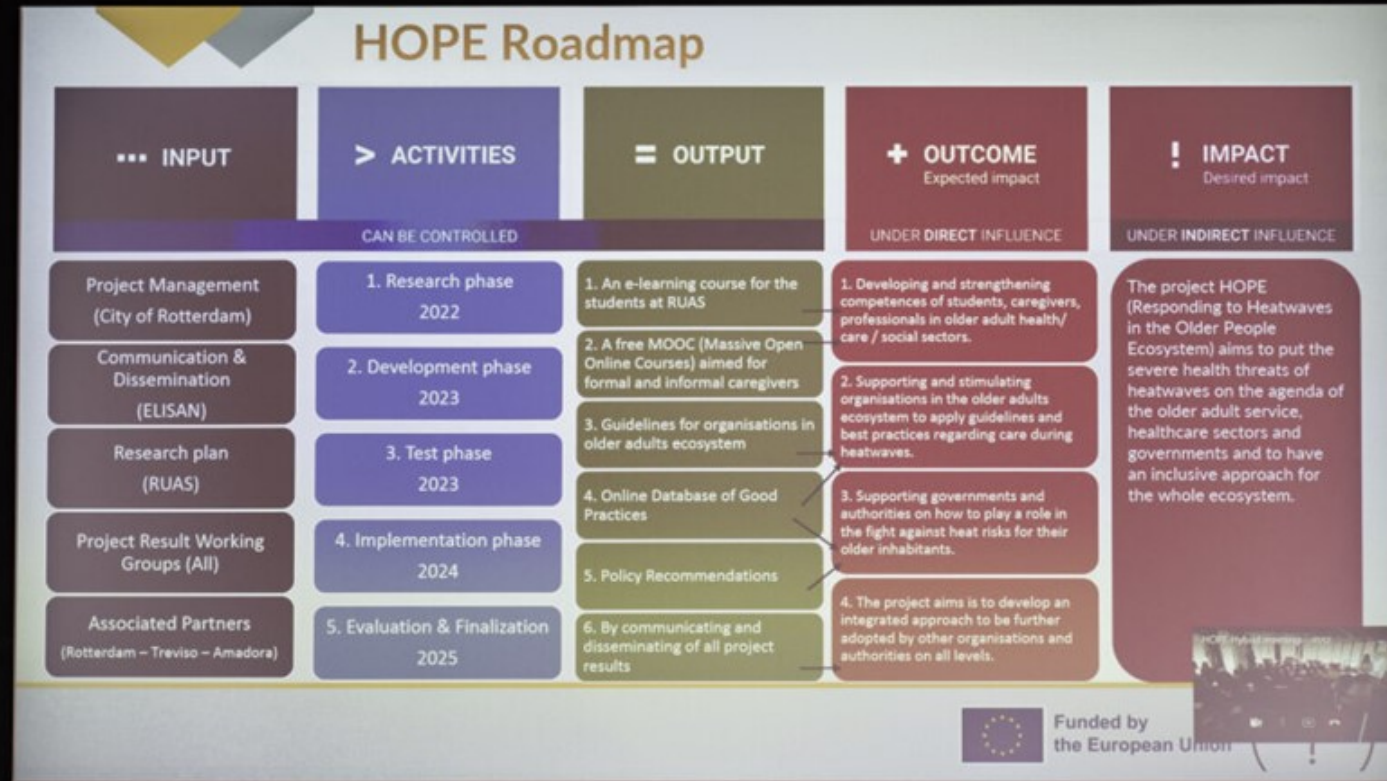 HOPE Roadmap
INPUT
> ACTIVITIES
= OUTPUT
+ OUTCOME
Expected impact
! IMPACT
Desired impact
CAN BE CONTROLLED
UNDER DIRECT INFLUENCE
UNDER INDIRECT INFLUENCE
Project Management
(City of Rotterdam)
Communication &
Dissemination
(ELISAN)
Research plan
(RUAS)
Project Result Working
Groups (All)
Associated Partners
(Rotterdam – Treviso – Amadora)
1. Research phase
2022
2. Development phase
2023
3. Test phase
2023
4. Implementation phase
2024
5. Evaluation & Finalization
2025
1. An e-learning course for the
students at RUAS
2. A free MOOC (Massive Open
Online Courses) aimed for
formal and informal caregivers
3. Guidelines for organisations in
older adults ecosystem
4. Online Database of Good
Practices
5. Policy Recommendations
6. By communicating and
disseminating of all project
results
1. Developing and strengthening
competences of students, caregivers,
professionals in older adult health/
care / social sectors.
2. Supporting and stimulating
organisations in the older adults
ecosystem to apply guidelines and
best practices regarding care during
heatwaves.
3. Supporting governments and
authorities on how to play a role in
the fight against heat risks for their
older inhabitants.
4. The project aims is to develop an
integrated approach to be further
adopted by other organisations and
authorities on all levels.
The project HOPE
(Responding to Heatwaves
in the Older People
Ecosystem) aims to put the
severe health threats of
heatwaves on the agenda of
the older adult service,
healthcare sectors and
governments and to have
an inclusive approach for
the whole ecosystem.
Funded by
the European Union